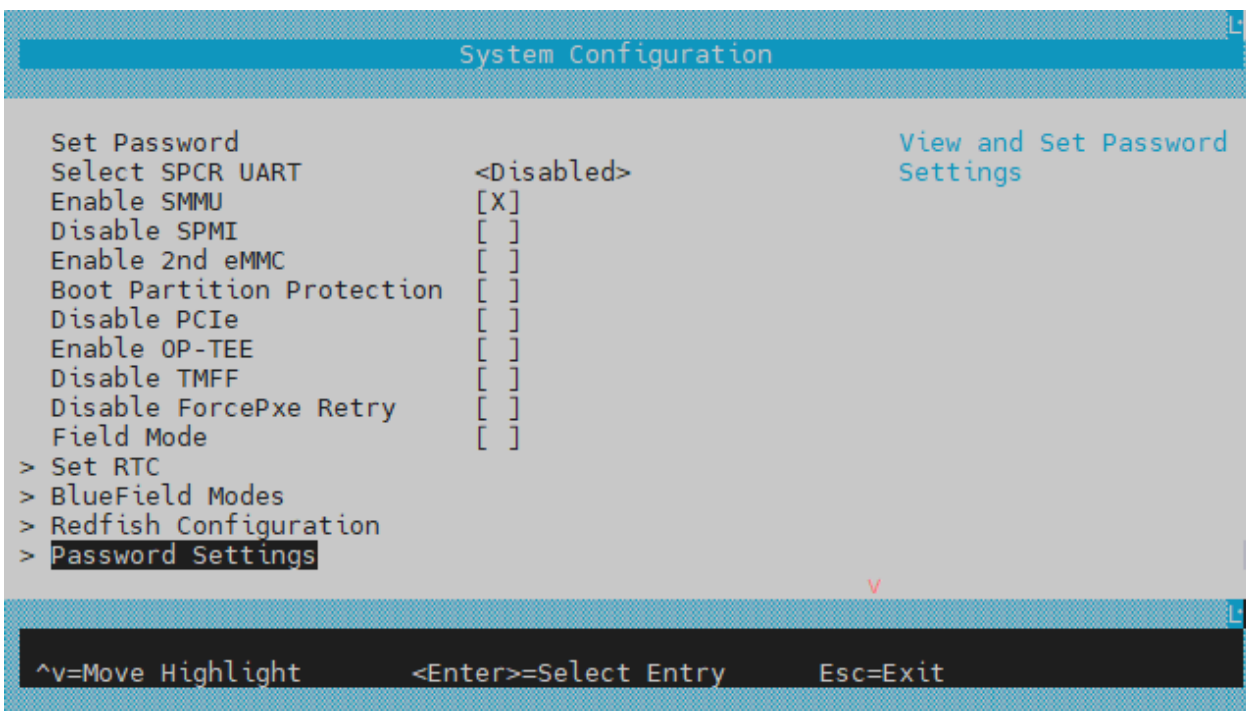 System Configuration
Set Password
Select SPCR UART <Disabled>
Enable SMMU [X]
Disable SPMI [ ]
Enable 2nd eMMC [ ]
Boot Partition Protection [ ]
Disable PCIe [ ]
Enable OP-TEE [ ]
Disable TMFF [ ]
Disable ForcePxe Retry [ ]
Field Mode [ ]
> Set RTC
> BlueField Modes
> Redfish Configuration
> Password Settings
View and Set Password
Settings
v
^v=Move Highlight <Enter>=Select Entry Esc=Exit